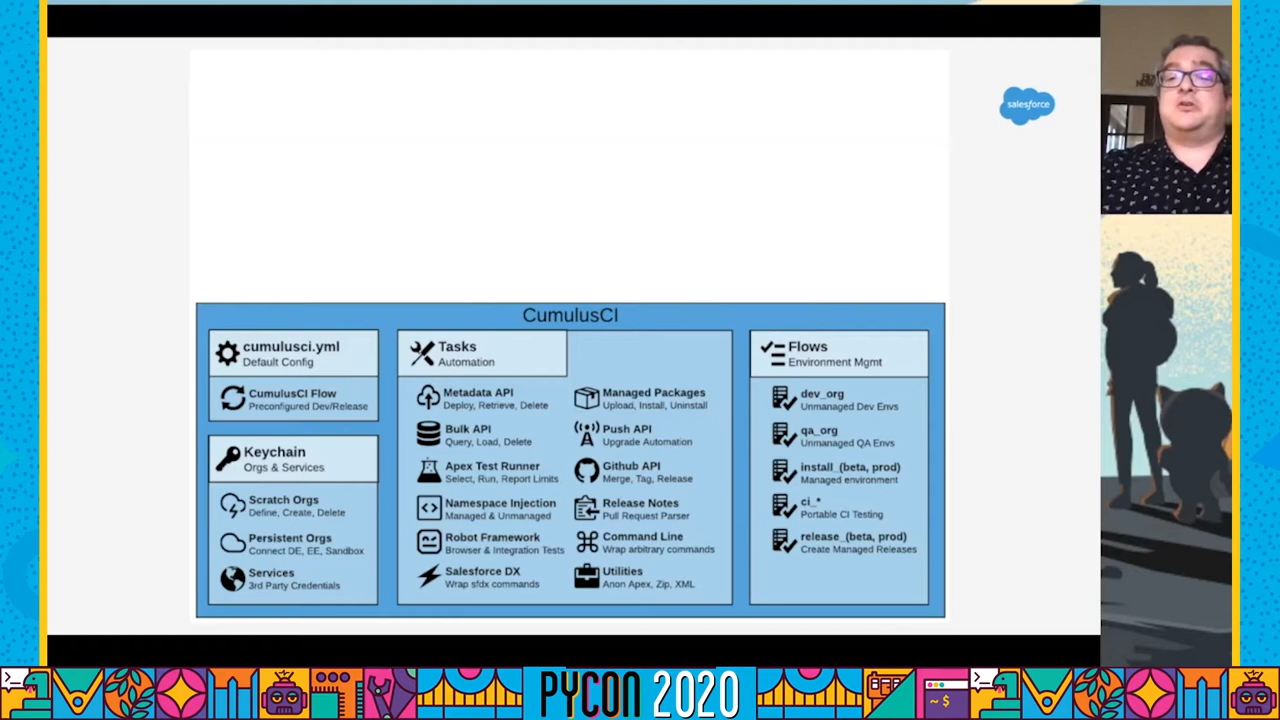 salesforce
CumulusCI
cumulusci.yml
Default Config
CumulusCI Flow
Preconfigured Dev/Release
Keychain
Orgs & Services
Scratch Orgs
Define, Create, Delete
Persistent Orgs
Connect DE, EE, Sandbox
Services
3rd Party Credentials
Tasks
Automation
Metadata API
Deploy, Retrieve, Delete
Bulk API
Query, Load, Delete
Apex Test Runner
Select, Run, Report Limits
Namespace Injection
Managed & Unmanaged
Robot Framework
Browser & Integration Tests
Salesforce DX
Wrap sfdx commands
Managed Packages
Upload, Install, Uninstall
Push API
Upgrade Automation
Github API
Merge, Tag, Release
Release Notes
Pull Request Parser
Command Line
Wrap arbitrary commands
Utilities
Anon Apex, Zip, XML
Flows
Environment Mgmt
dev_org
Unmanaged Dev Envs
qa_org
Unmanaged QA Envs
install_(beta, prod)
Managed environment
ci_*
Portable CI Testing
release_(beta, prod)
Create Managed Releases
PYCON 2020
~$